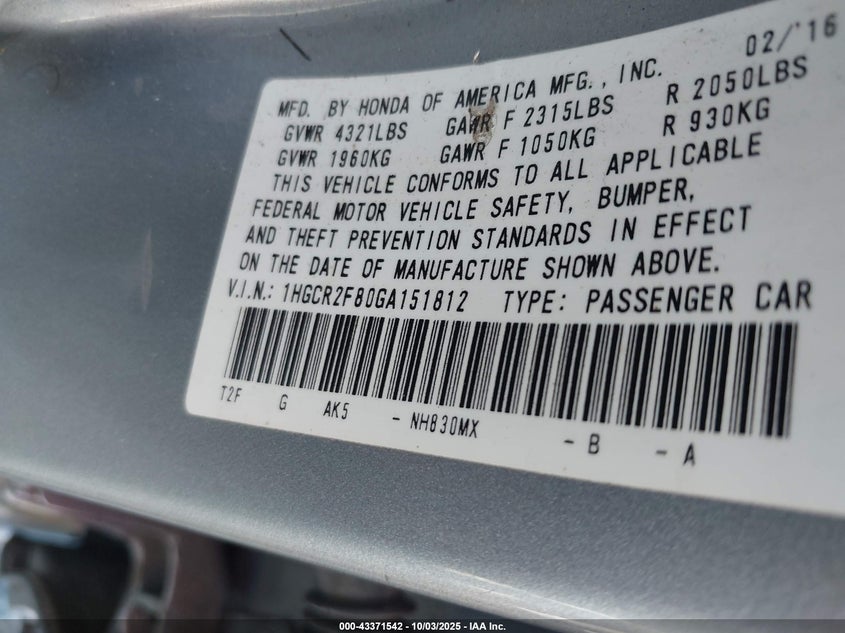 02/'16
MFD. BY HONDA OF AMERICA MFG., INC.
GVWR 4321LBS GAWR F 2315LBS R 2050LBS
GVWR 1960KG GAWR F 1050KG R 930KG
THIS VEHICLE CONFORMS TO ALL APPLICABLE
FEDERAL MOTOR VEHICLE SAFETY, BUMPER,
AND THEFT PREVENTION STANDARDS IN EFFECT
ON THE DATE OF MANUFACTURE SHOWN ABOVE.
V.I.N.: 1HGCR2F80GA151812 TYPE: PASSENGER CAR
T2F G AK5 - NH830MX - B - A
000-43371542 - 10/03/2025 - IAA Inc.